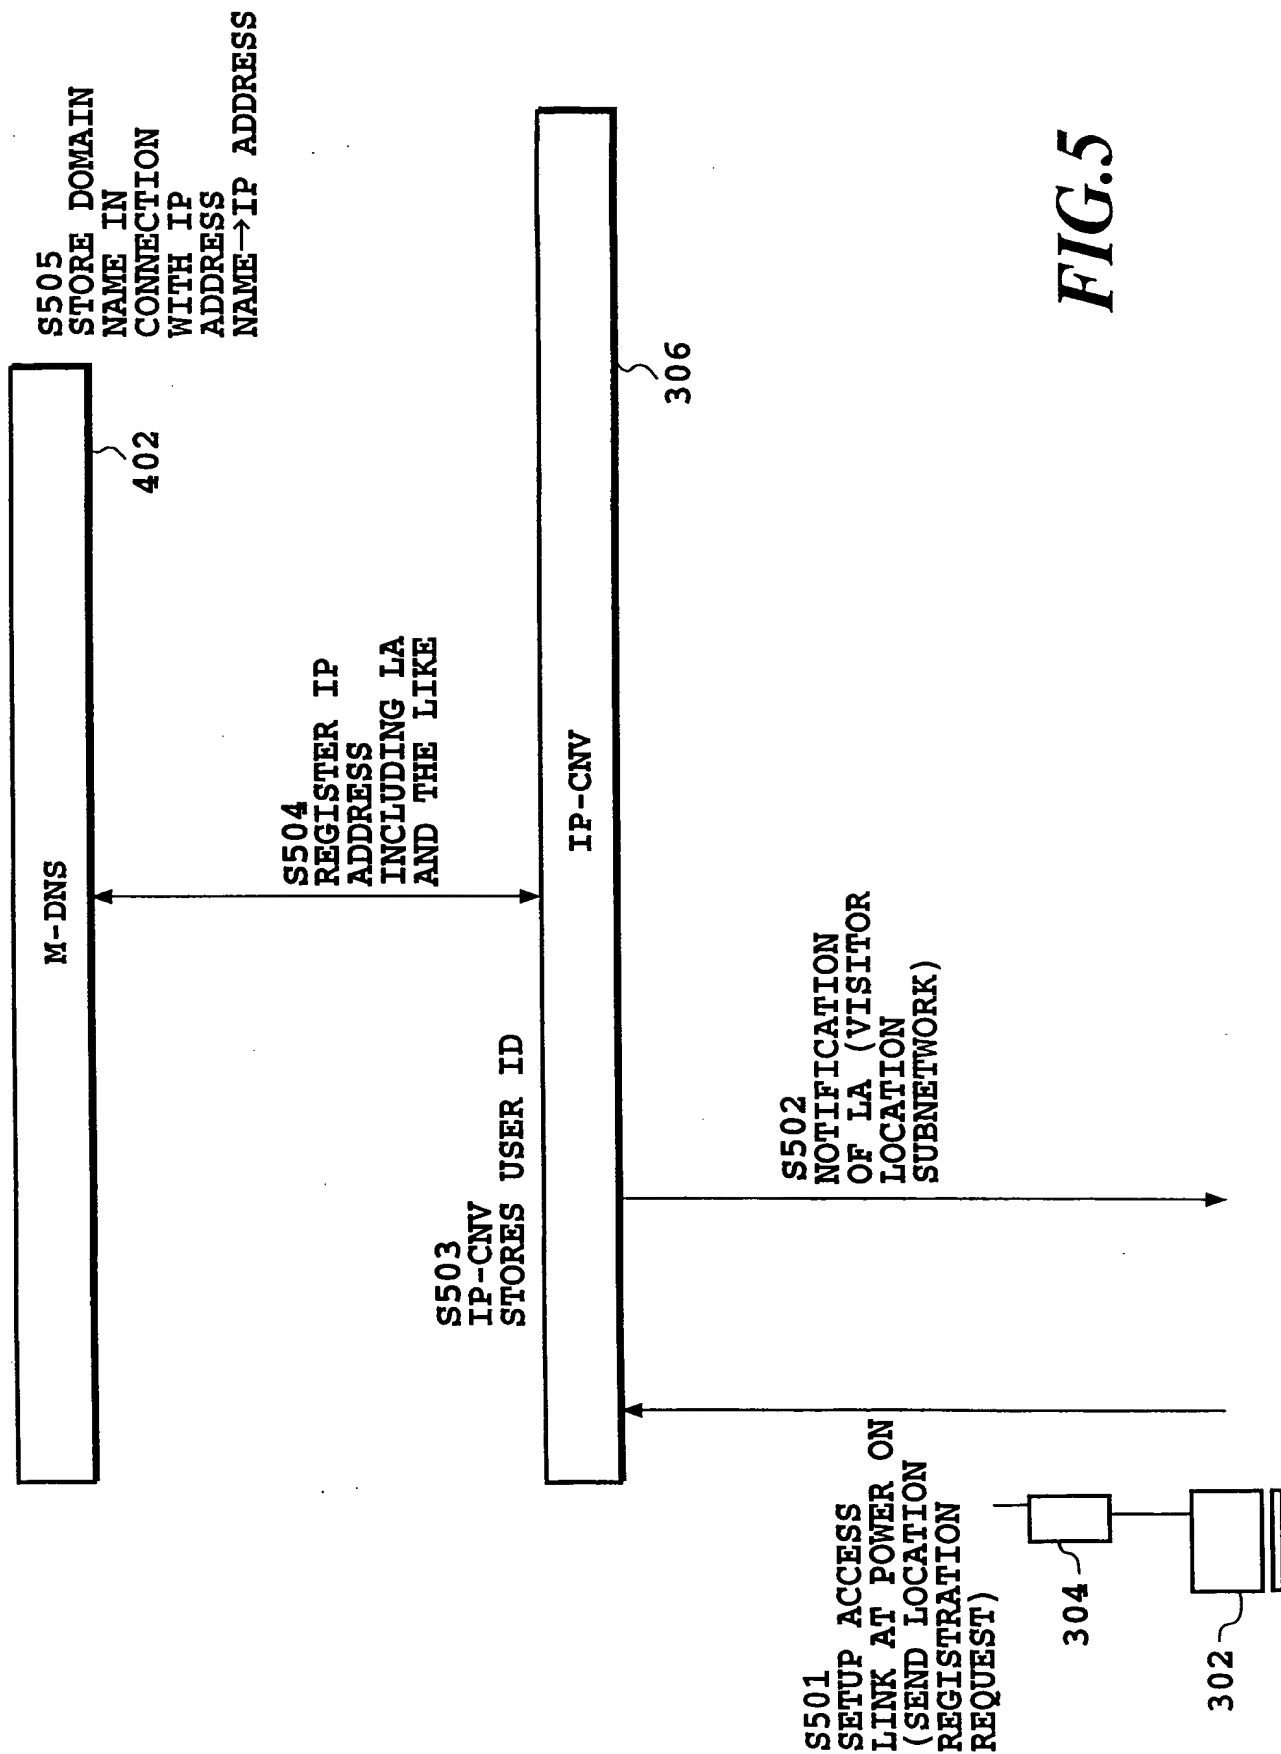 S505
STORE DOMAIN
NAME IN
CONNECTION
WITH IP
ADDRESS
NAME→IP ADDRESS
M-DNS
402
S504
REGISTER IP
ADDRESS
INCLUDING LA
AND THE LIKE
S503
IP-CNV
STORES USER ID
IP-CNV
306
S502
NOTIFICATION
OF LA (VISITOR
LOCATION
SUBNETWORK)
S501
SETUP ACCESS
LINK AT POWER ON
(SEND LOCATION
REGISTRATION
REQUEST)
304
302
FIG.5